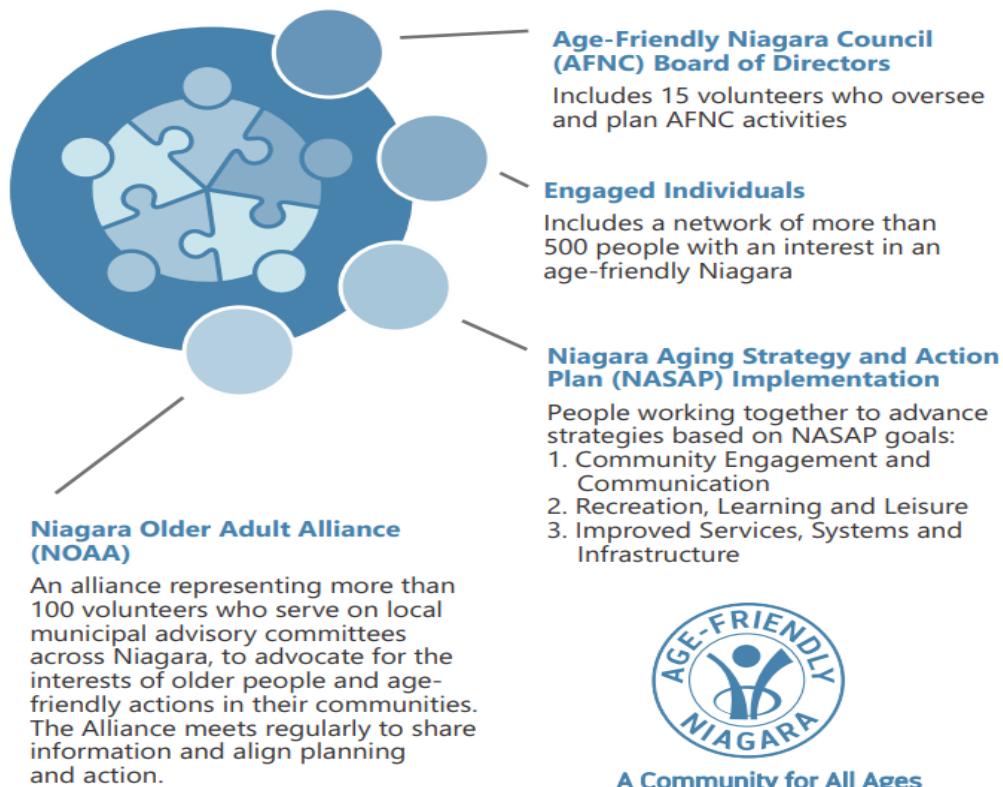 Age-Friendly Niagara Council
(AFNC) Board of Directors
Includes 15 volunteers who oversee
and plan AFNC activities
Engaged Individuals
Includes a network of more than
500 people with an interest in an
age-friendly Niagara
Niagara Aging Strategy and Action
Plan (NASAP) Implementation
People working together to advance
strategies based on NASAP goals:
1. Community Engagement and
Communication
2. Recreation, Learning and Leisure
3. Improved Services, Systems and
Infrastructure
Niagara Older Adult Alliance
(NOAA)
An alliance representing more than
100 volunteers who serve on local
municipal advisory committees
across Niagara, to advocate for the
interests of older people and age-
friendly actions in their communities.
The Alliance meets regularly to share
information and align planning
and action.
AGE-FRIENDLY
NIAGARA
A Community for All Ages